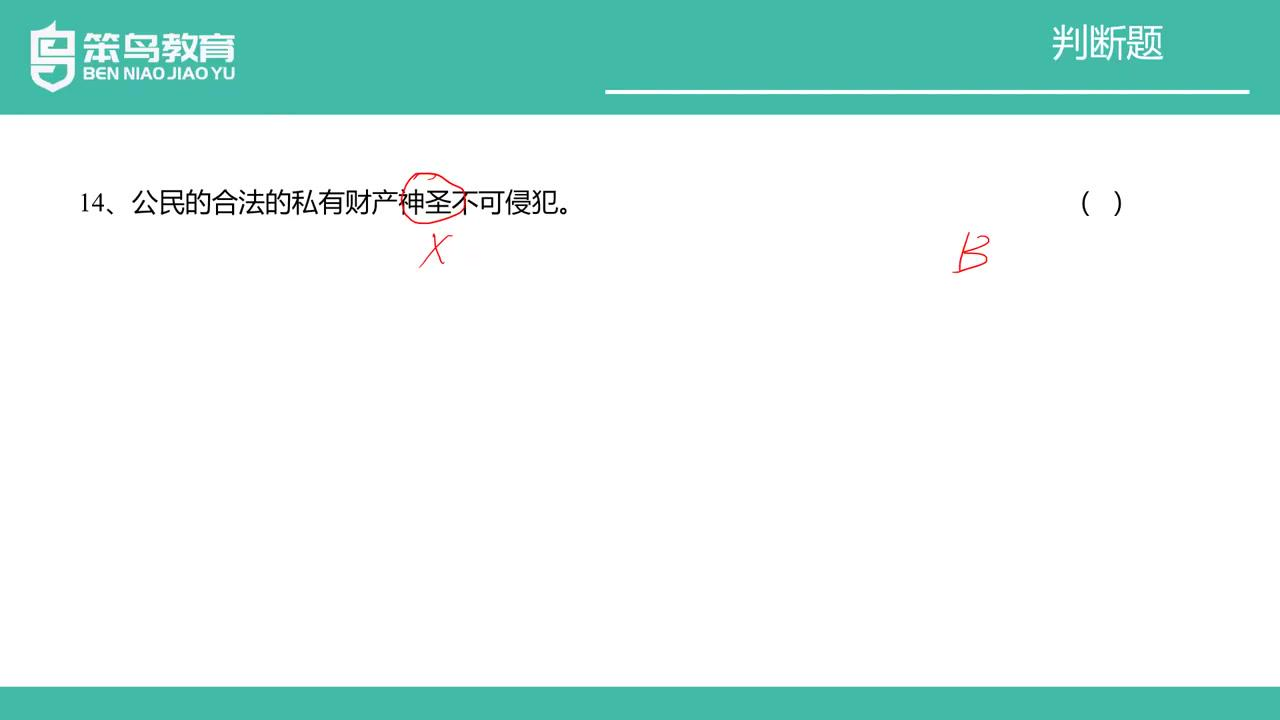 笨鸟教育
BEN NIAO JIAO YU
判断题
14、公民的合法的私有财产神圣不可侵犯。 （ ）
X
B